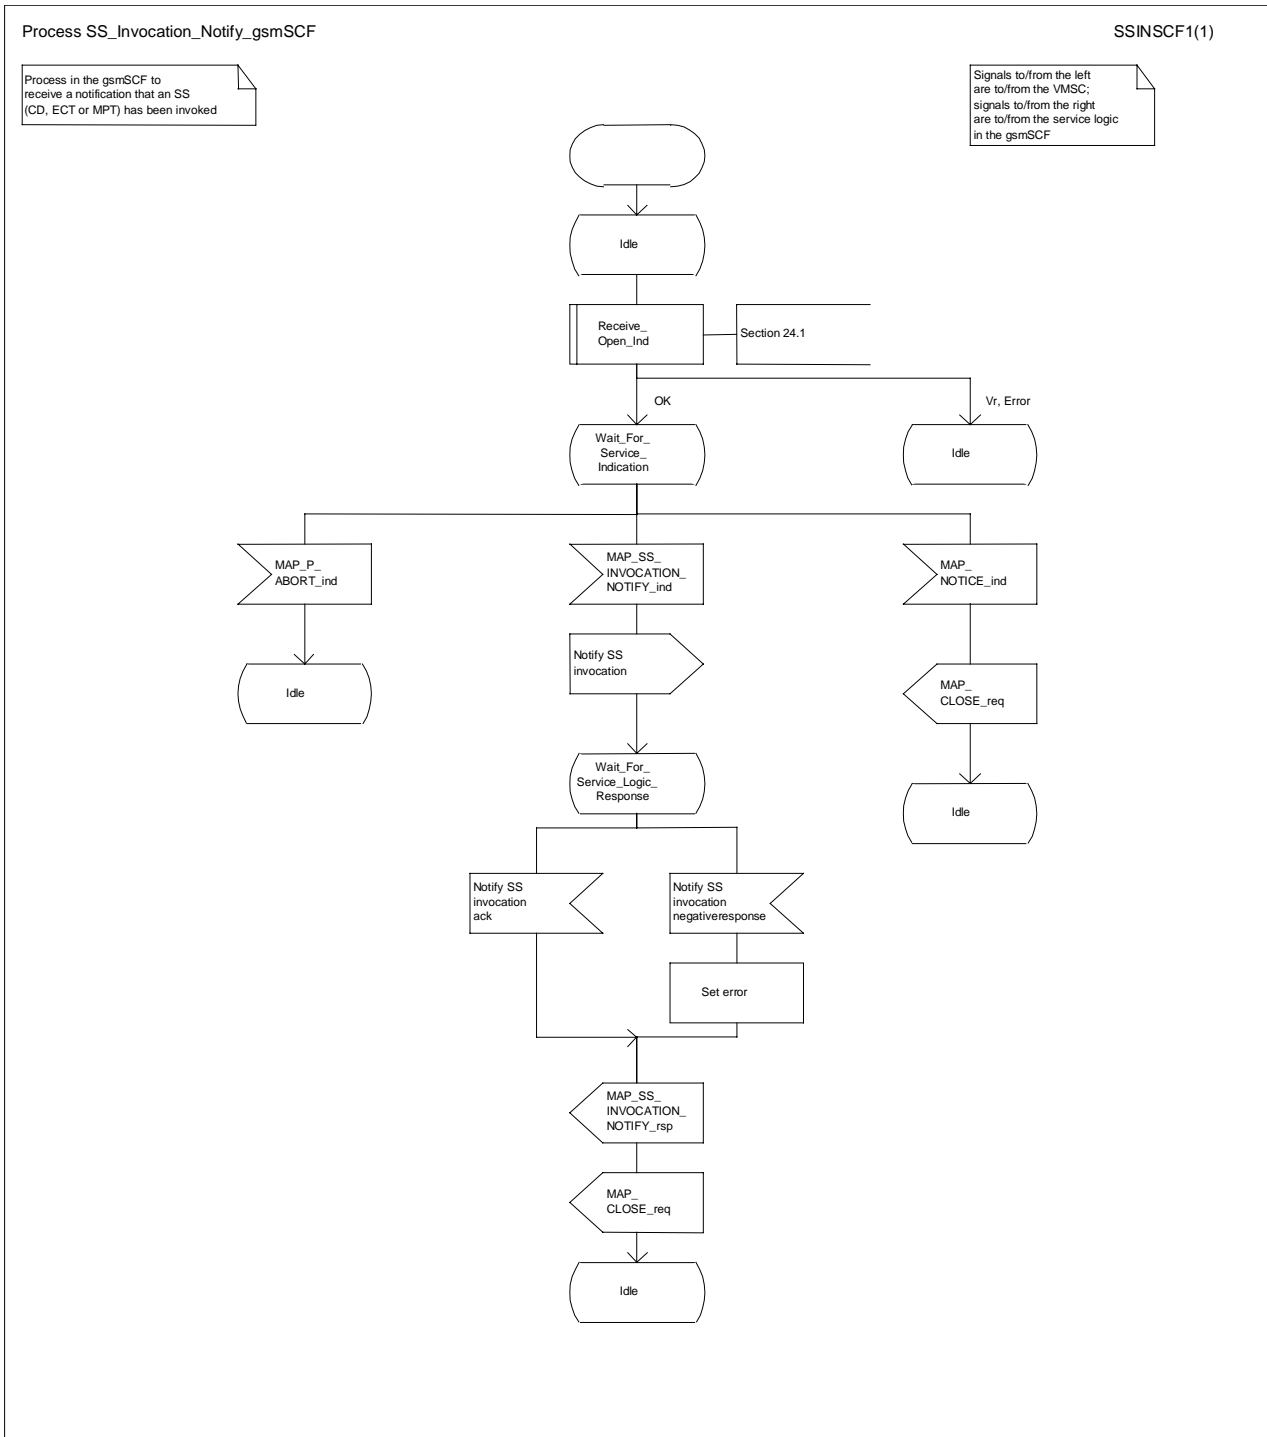 Process SS_Invocation_Notify_gsmSCF
SSINSCF1(1)
Process in the gsmSCF to
receive a notification that an SS
(CD, ECT or MPT) has been invoked
Signals to/from the left
are to/from the VMSC;
signals to/from the right
are to/from the service logic
in the gsmSCF
Idle
Receive_
Open_Ind
Section 24.1
OK
Vr, Error
Wait_For_
Service_
Indication
Idle
MAP_P_
ABORT_ind
MAP_SS_
INVOCATION_
NOTIFY_ind
MAP_
NOTICE_ind
Notify SS
invocation
Idle
MAP_
CLOSE_req
Wait_For_
Service_Logic_
Response
Idle
Notify SS
invocation
ack
Notify SS
invocation
negativeresponse
Set error
MAP_SS_
INVOCATION_
NOTIFY_rsp
MAP_
CLOSE_req
Idle